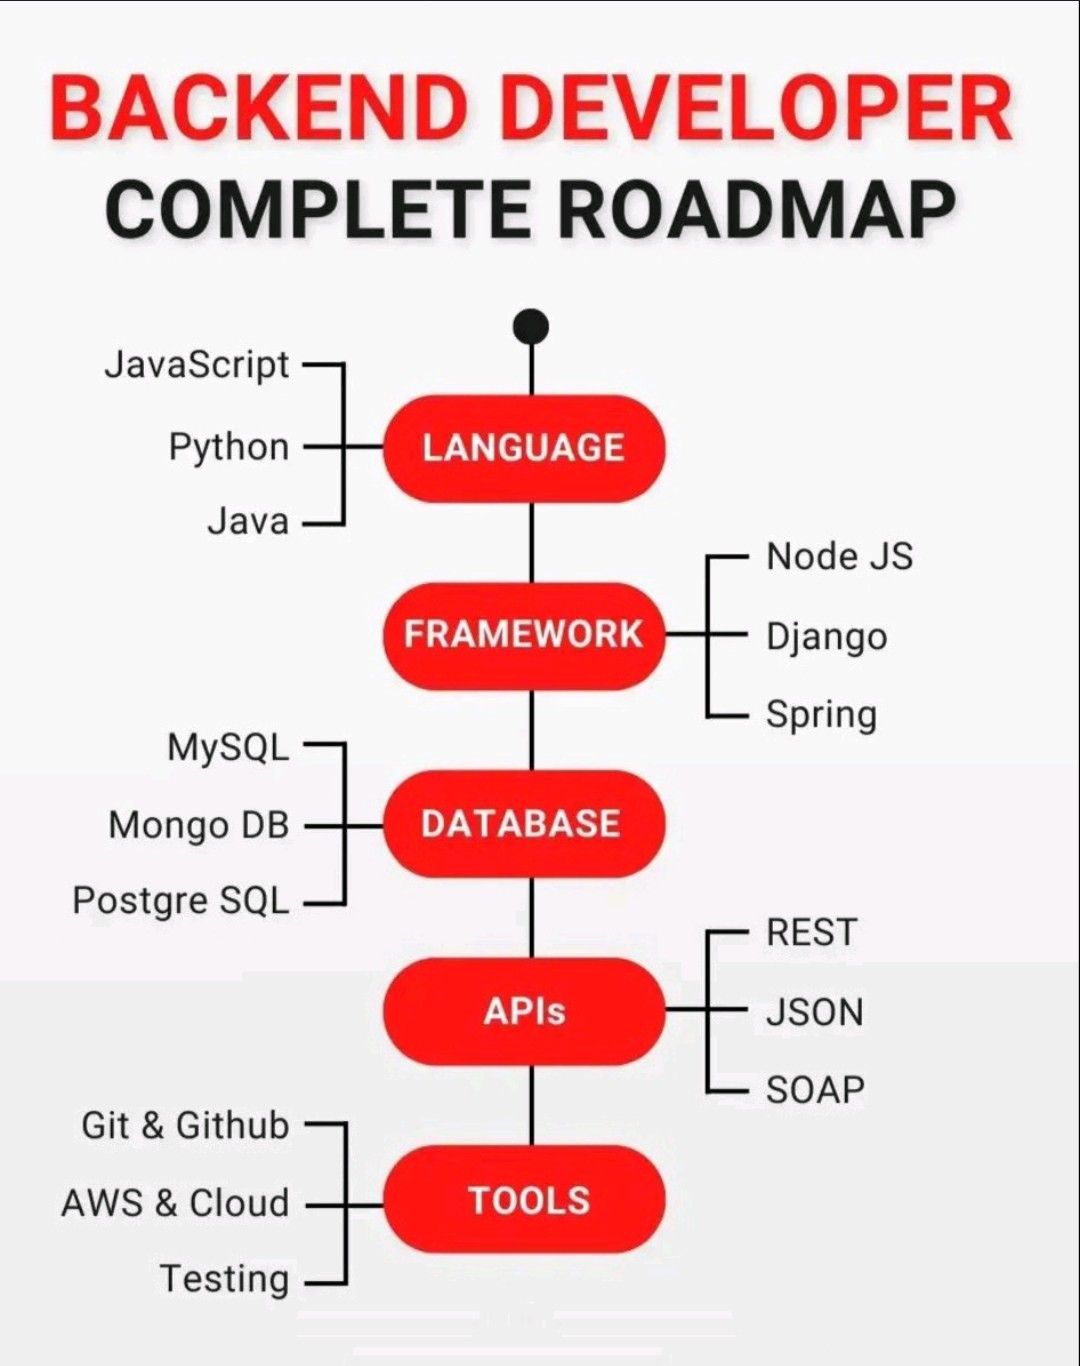 BACKEND DEVELOPER
COMPLETE ROADMAP
JavaScript
Python
Java
LANGUAGE
Node JS
Django
Spring
FRAMEWORK
MySQL
Mongo DB
Postgre SQL
DATABASE
REST
JSON
SOAP
APIs
Git & Github
AWS & Cloud
Testing
TOOLS